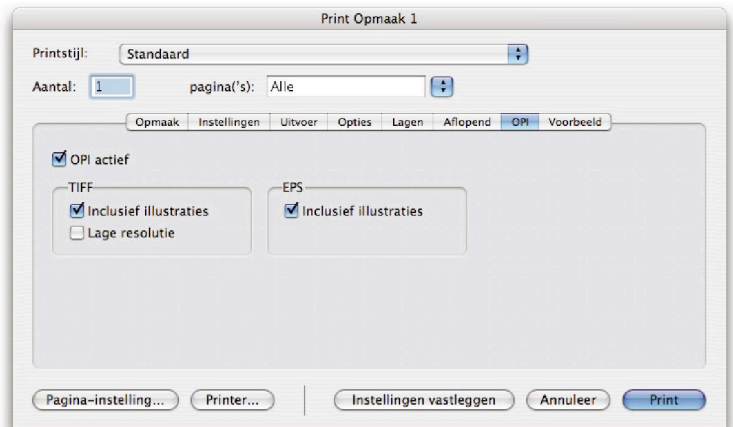 Print Opmaak 1
Printstijl: Standaard
Aantal: 1 pagina('s): Alle
Opmaak Instellingen Uitvoer Opties Lagen Aflopend OPI Voorbeeld
OPI actief
TIFF EPS
Inclusief illustraties Inclusief illustraties
Lage resolutie
Pagina-instelling... Printer... Instellingen vastleggen Annuleer Print